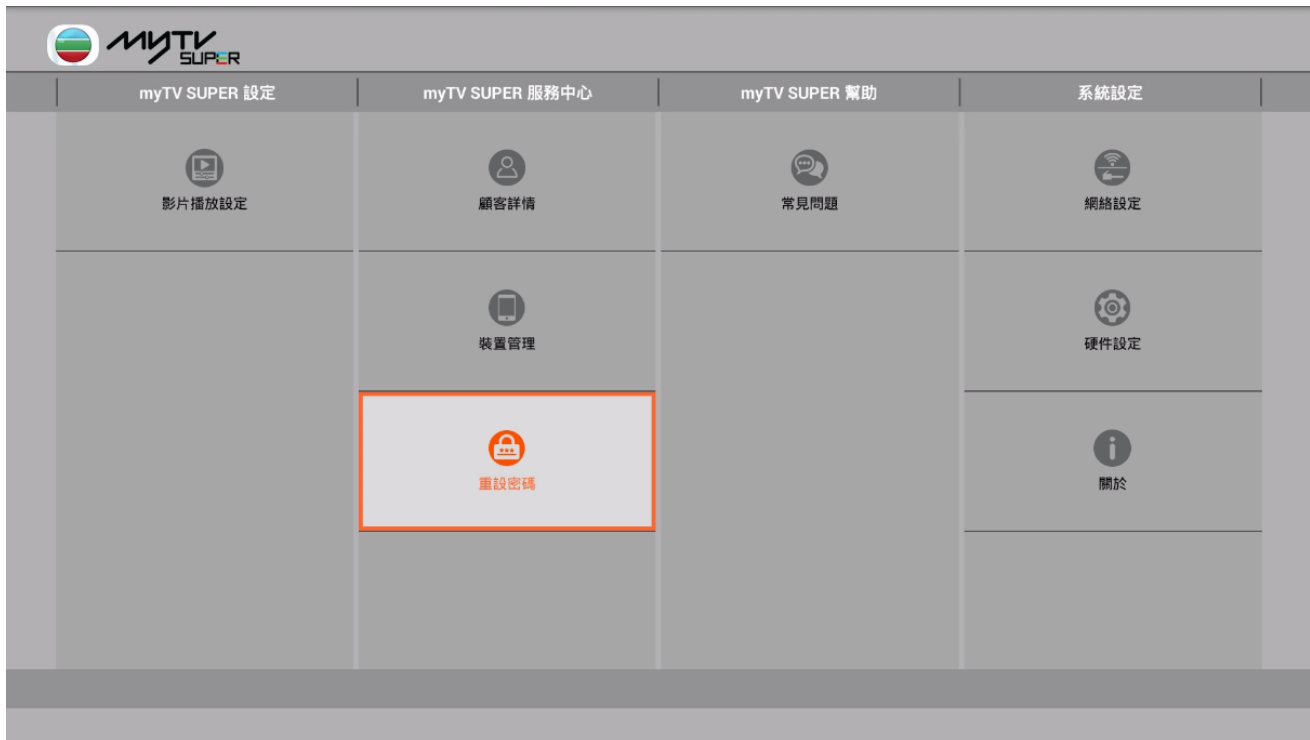 myTV SUPER
myTV SUPER 設定
myTV SUPER 服務中心
myTV SUPER 幫助
系統設定
影片播放設定
顧客詳情
常見問題
網絡設定
裝置管理
硬件設定
重設密碼
關於